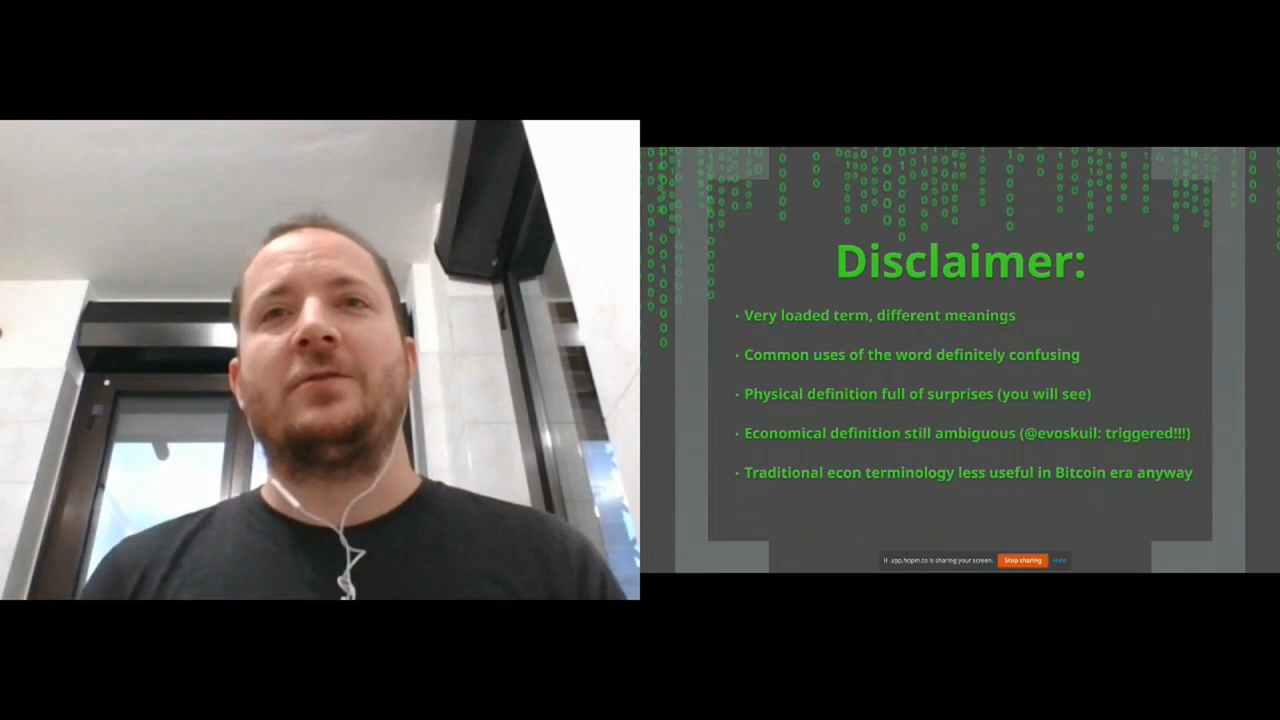 Disclaimer:
· Very loaded term, different meanings
· Common uses of the word definitely confusing
· Physical definition full of surprises (you will see)
· Economical definition still ambiguous (@evoskuil: triggered!!!)
· Traditional econ terminology less useful in Bitcoin era anyway
app.hopin.to is sharing your screen. Stop sharing Hide